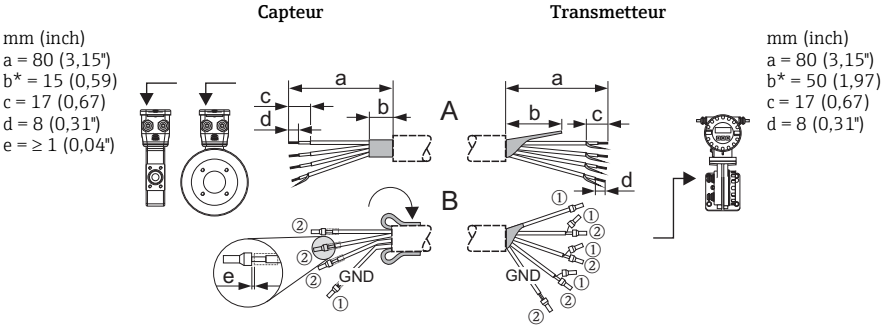 Capteur
Transmetteur
mm (inch)
a = 80 (3,15")
b* = 15 (0,59)
c = 17 (0,67)
d = 8 (0,31")
e = ≥ 1 (0,04")
mm (inch)
a = 80 (3,15")
b* = 50 (1,97)
c = 17 (0,67)
d = 8 (0,31")
a
c
b
d
A
a
b
c
d
B
②
②
②
e
GND
①
①
①
②
①
②
GND
①
②
②